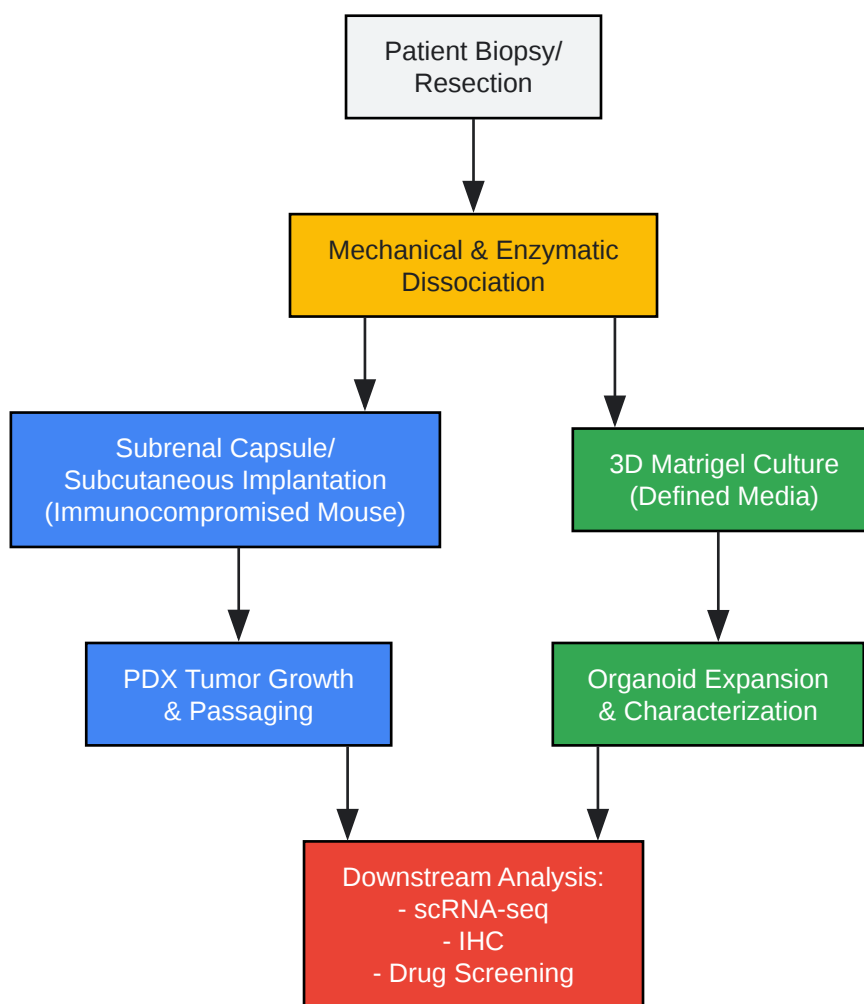 Patient Biopsy/
Resection
Mechanical & Enzymatic
Dissociation
Subrenal Capsule/
Subcutaneous Implantation
(Immunocompromised Mouse)
3D Matrigel Culture
(Defined Media)
PDX Tumor Growth
& Passaging
Organoid Expansion
& Characterization
Downstream Analysis:
- scRNA-seq
- IHC
- Drug Screening